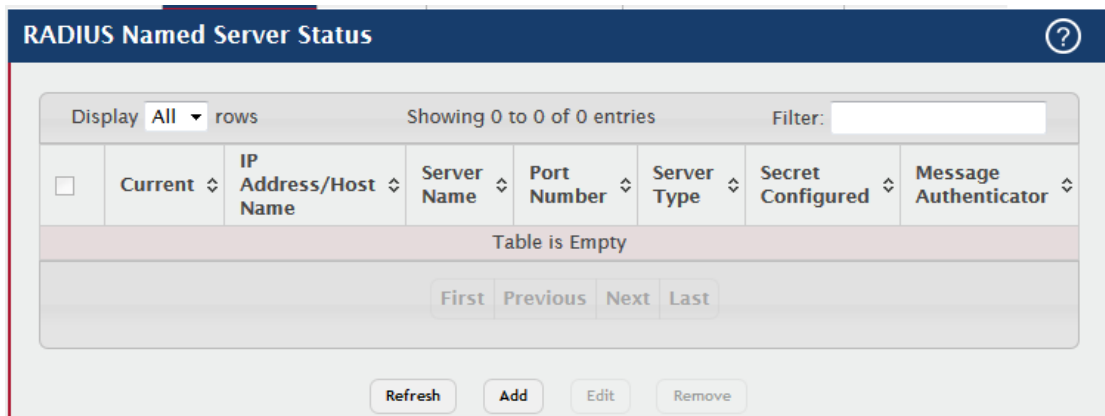 RADIUS Named Server Status ?
Display All rows Showing 0 to 0 of 0 entries Filter:
Current IP Address/Host Name Server Name Port Number Server Type Secret Configured Message Authenticator
Table is Empty
First Previous Next Last
Refresh Add Edit Remove